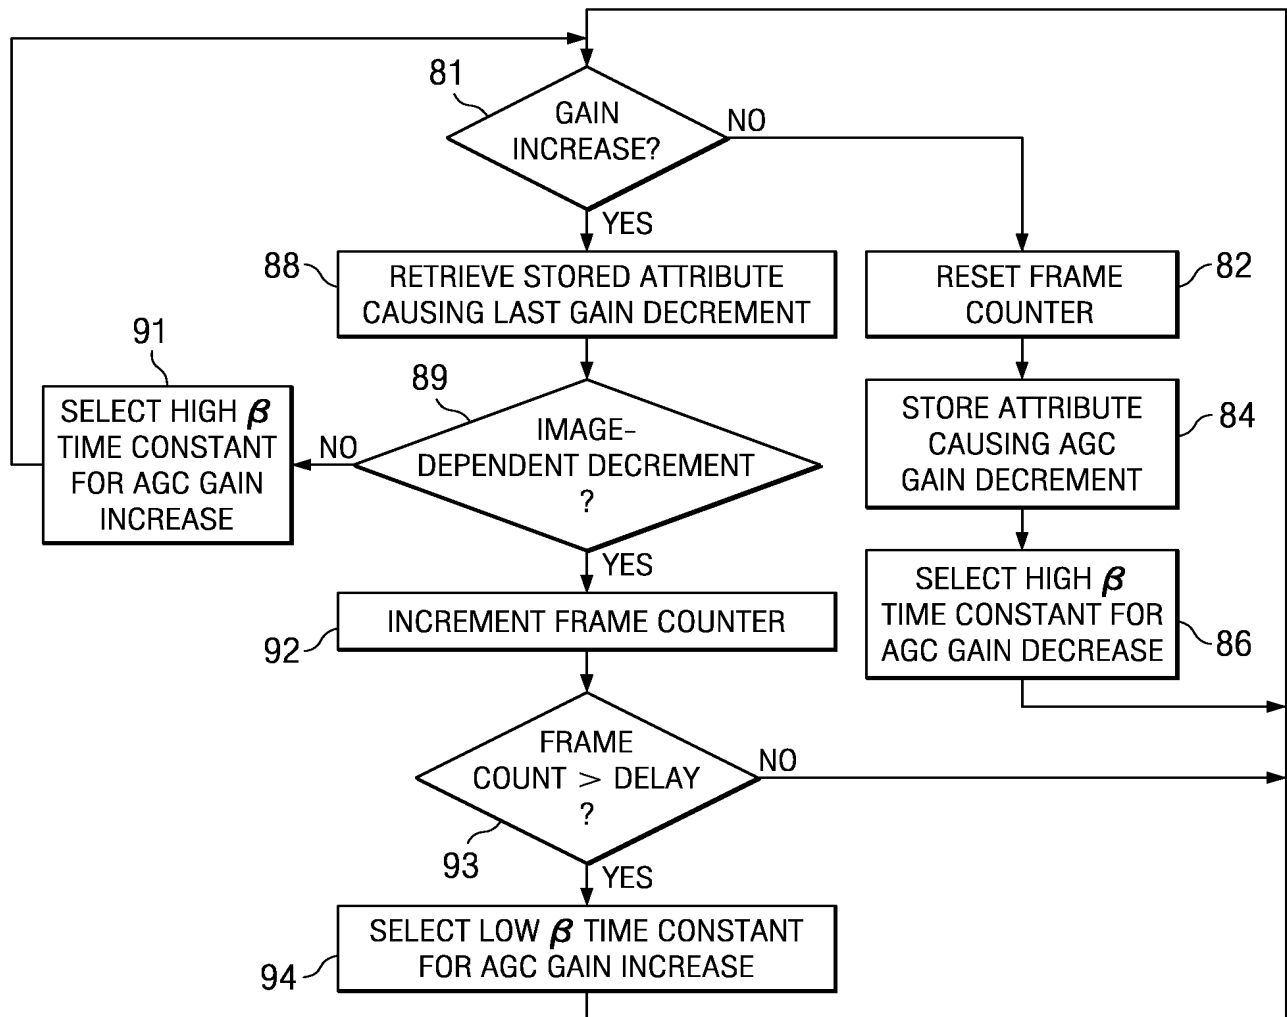 81
GAIN
INCREASE?
NO
YES
88
RETRIEVE STORED ATTRIBUTE
CAUSING LAST GAIN DECREMENT
RESET FRAME
COUNTER
82
91
SELECT HIGH β
TIME CONSTANT
FOR AGC GAIN
INCREASE
NO
89
IMAGE-
DEPENDENT DECREMENT
?
YES
STORE ATTRIBUTE
CAUSING AGC
GAIN DECREMENT
84
SELECT HIGH β
TIME CONSTANT FOR
AGC GAIN DECREASE
86
INCREMENT FRAME COUNTER
92
FRAME
COUNT > DELAY
?
NO
93
YES
SELECT LOW β TIME CONSTANT
FOR AGC GAIN INCREASE
94